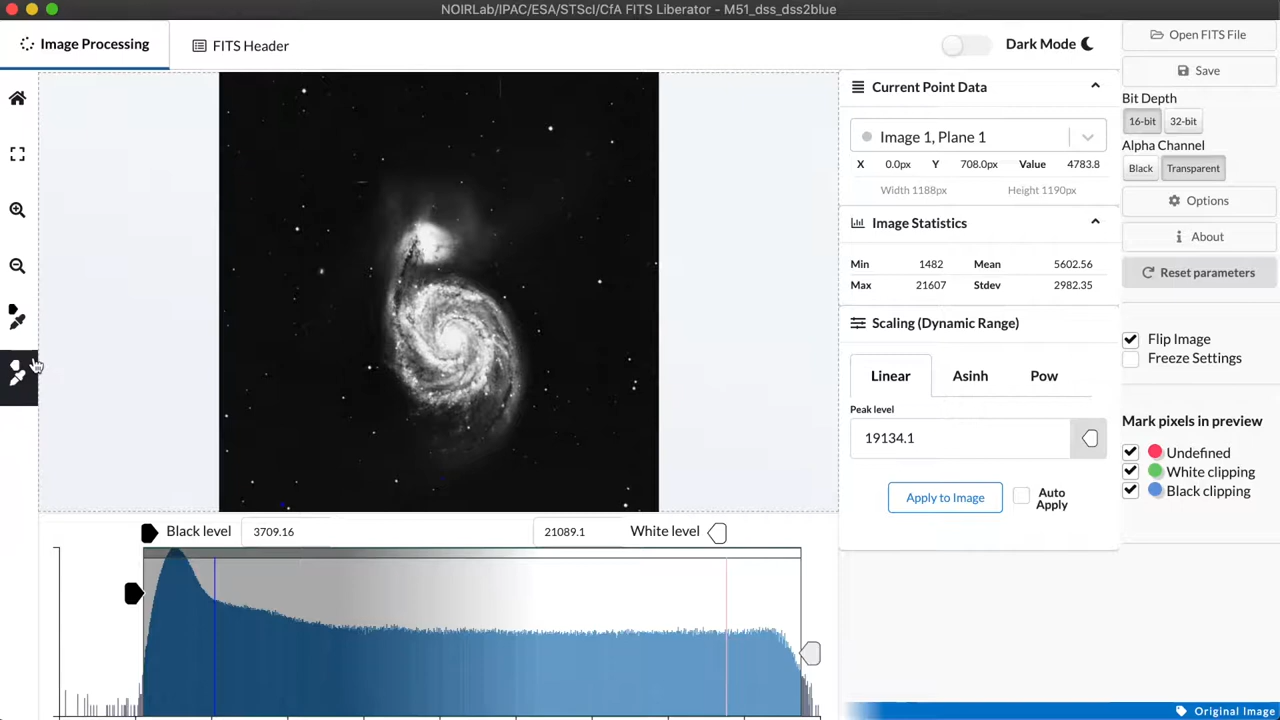 NOIRLab/IPAC/ESA/STScI/CfA FITS Liberator - M51_dss_dss2blue
Image Processing
FITS Header
Dark Mode
Open FITS File
Save
Bit Depth
16-bit 32-bit
Alpha Channel
Black Transparent
Options
About
Reset parameters
Flip Image
Freeze Settings
Mark pixels in preview
Undefined
White clipping
Black clipping
Current Point Data
Image 1, Plane 1
X 0.0px Y 708.0px Value 4783.8
Width 1188px Height 1190px
Image Statistics
Min 1482 Mean 5602.56
Max 21607 Stdev 2982.35
Scaling (Dynamic Range)
Linear Asinh Pow
Peak level
19134.1
Apply to Image
Auto
Apply
Black level 3709.16 21089.1 White level
Original Image